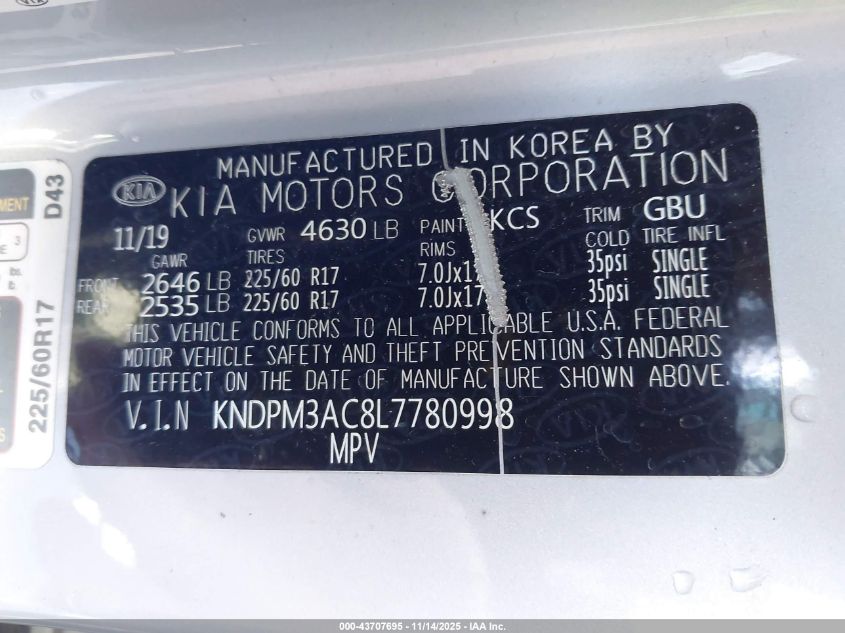 MANUFACTURED IN KOREA BY
KIA KIA MOTORS CORPORATION
11/19 GVWR 4630 LB PAINT KCS TRIM GBU
GAWR TIRES RIMS COLD TIRE INFL
FRONT 2646 LB 225/60 R17 35psi SINGLE
REAR 2535 LB 225/60 R17 7.0Jx17 35psi SINGLE
THIS VEHICLE CONFORMS TO ALL APPLICABLE U.S.A. FEDERAL
MOTOR VEHICLE SAFETY AND THEFT PREVENTION STANDARDS
IN EFFECT ON THE DATE OF MANUFACTURE SHOWN ABOVE.
V.I.N KNDPM3AC8L7780998
MPV
D43
225/60R17
3
lbs.
000-43707695 - 11/14/2025 - IAA Inc.